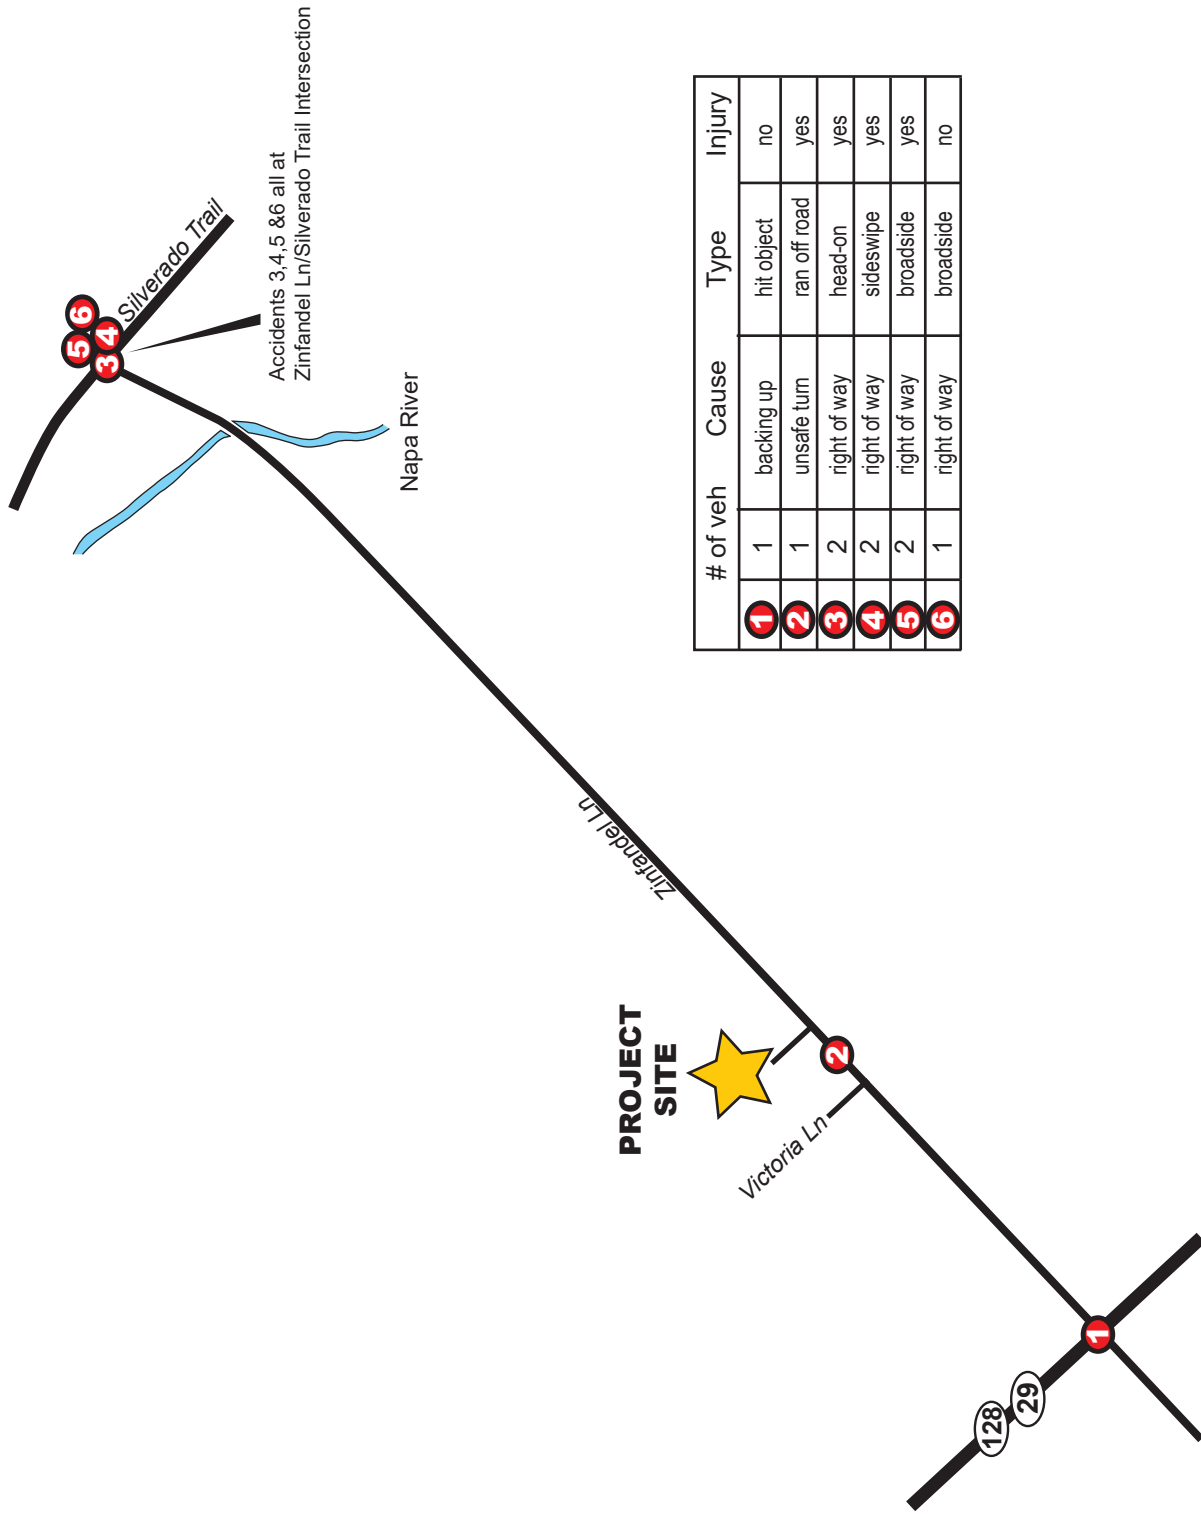 Silverado Trail
5
6
3
4
Accidents 3,4,5 &6 all at
Zinfandel Ln/Silverado Trail Intersection
Napa River
Zinfandel Ln
PROJECT
SITE
2
Victoria Ln
128
29
1
# of veh Cause Type Injury
1 1 backing up hit object no
2 1 unsafe turn ran off road yes
3 2 right of way head-on yes
4 2 right of way sideswipe yes
5 2 right of way broadside yes
6 1 right of way broadside no